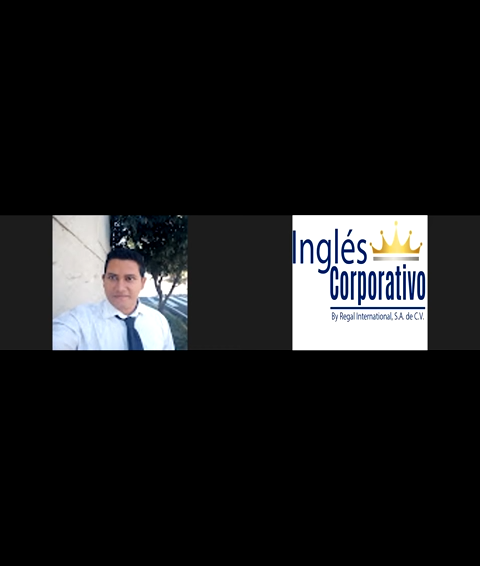 Inglés
Corporativo
By Regal International, S.A. de C.V.